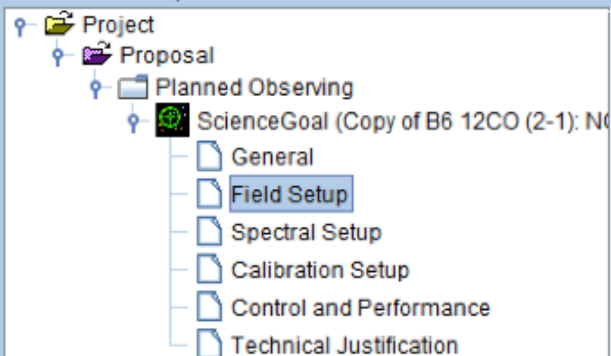 Project
Proposal
Planned Observing
ScienceGoal (Copy of B6 12CO (2-1):
General
Field Setup
Spectral Setup
Calibration Setup
Control and Performance
Technical Justification